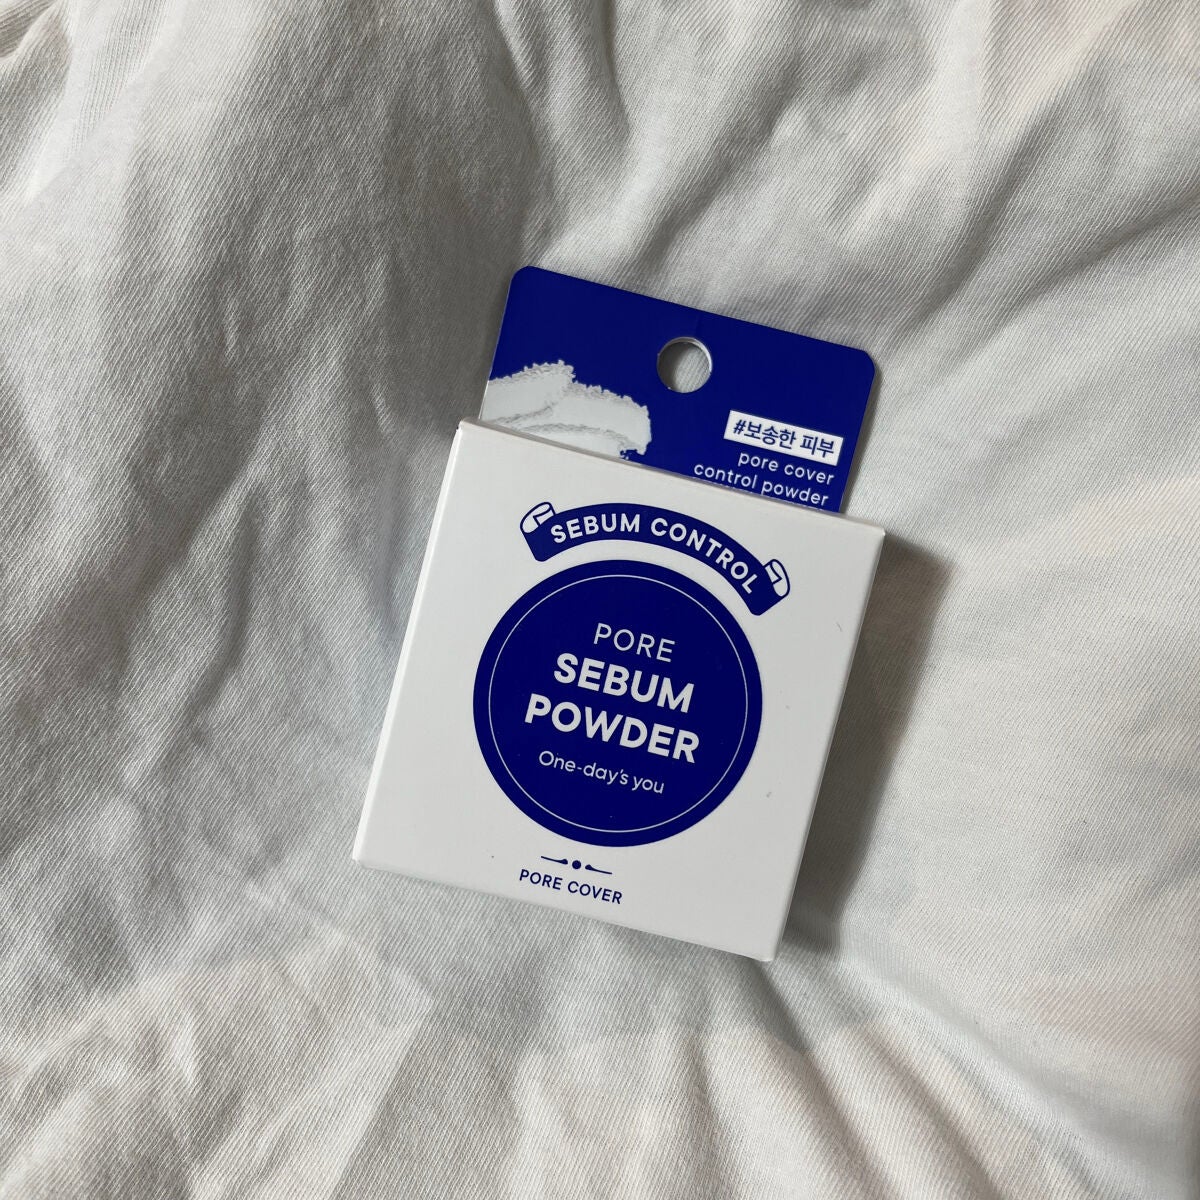 #보송한 피부
pore cover
control powder
SEBUM CONTROL
PORE
SEBUM
POWDER
One-day's you
PORE COVER